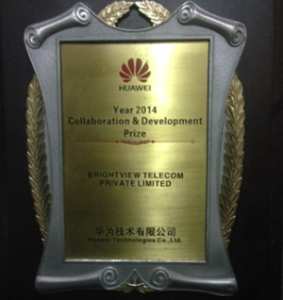 HUAWEI
Year 2014
Collaboration & Development
Prize
BRIGHTVIEW TELECOM
PRIVATE LIMITED
华为技术有限公司
Huawei Technologies Co.,Ltd.